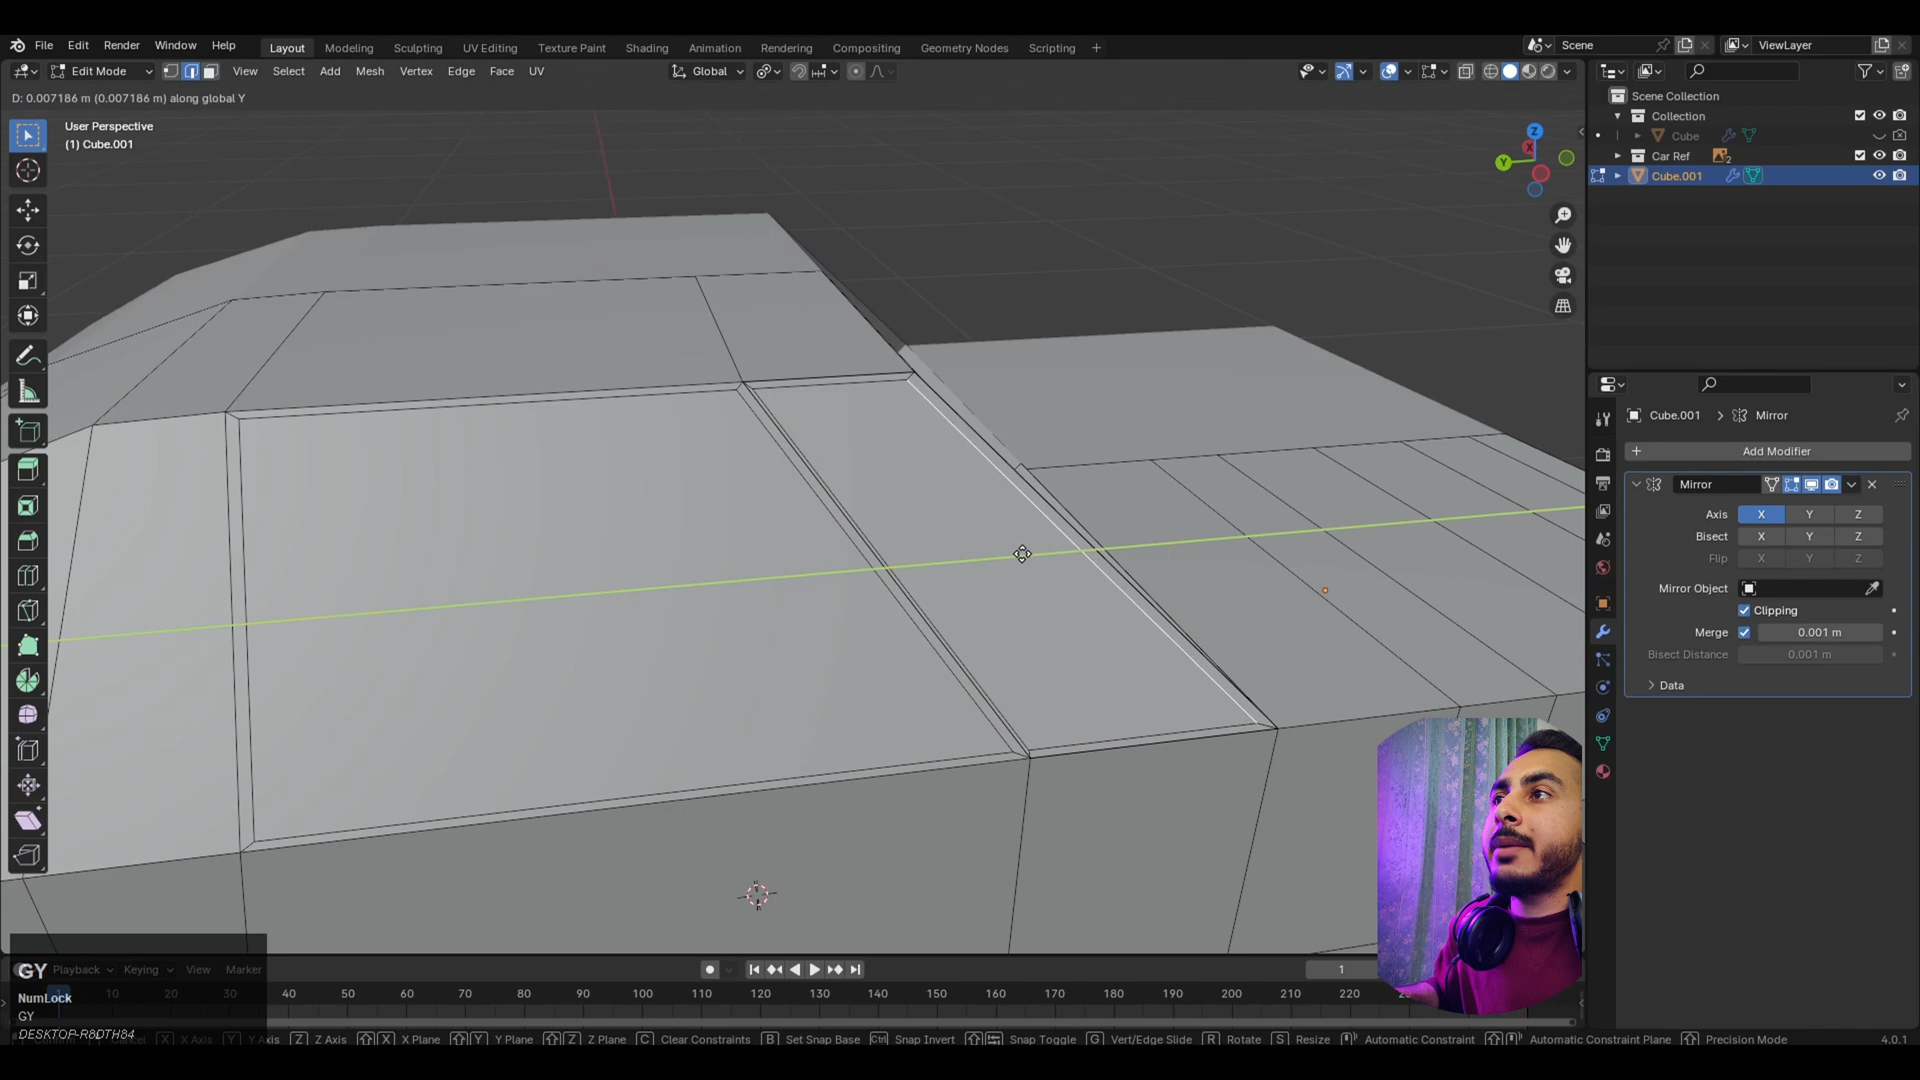 File Edit Render Window Help Layout Modeling Sculpting UV Editing Texture Paint Shading Animation Rendering Compositing Geometry Nodes Scripting + Scene ViewLayer
Edit Mode View Select Add Mesh Vertex Edge Face UV Global
D: 0.007186 m (0.007186 m) along global Y
User Perspective
(1) Cube.001
Z
X
Y
Scene Collection
Collection
Cube
Car Ref 2
Cube.001
Cube.001 > Mirror
+ Add Modifier
Mirror
Axis X Y Z
Bisect X Y Z
Flip X Y Z
Mirror Object
Clipping
Merge 0.001 m
Bisect Distance 0.001 m
Data
GY
Playback Keying View Marker
1
1 10 20 30 40 50 60 70 80 90 100 110 120 130 140 150 160 170 180 190 200 210 220
NumLock
GY
DESKTOP-R8DTH84
X X Axis Y Y Axis Z Z Axis X X Plane Y Y Plane Z Z Plane C Clear Constraints B Set Snap Base Ctrl Snap Invert Snap Toggle G Vert/Edge Slide R Rotate S Resize Automatic Constraint Automatic Constraint Plane Precision Mode 4.0.1